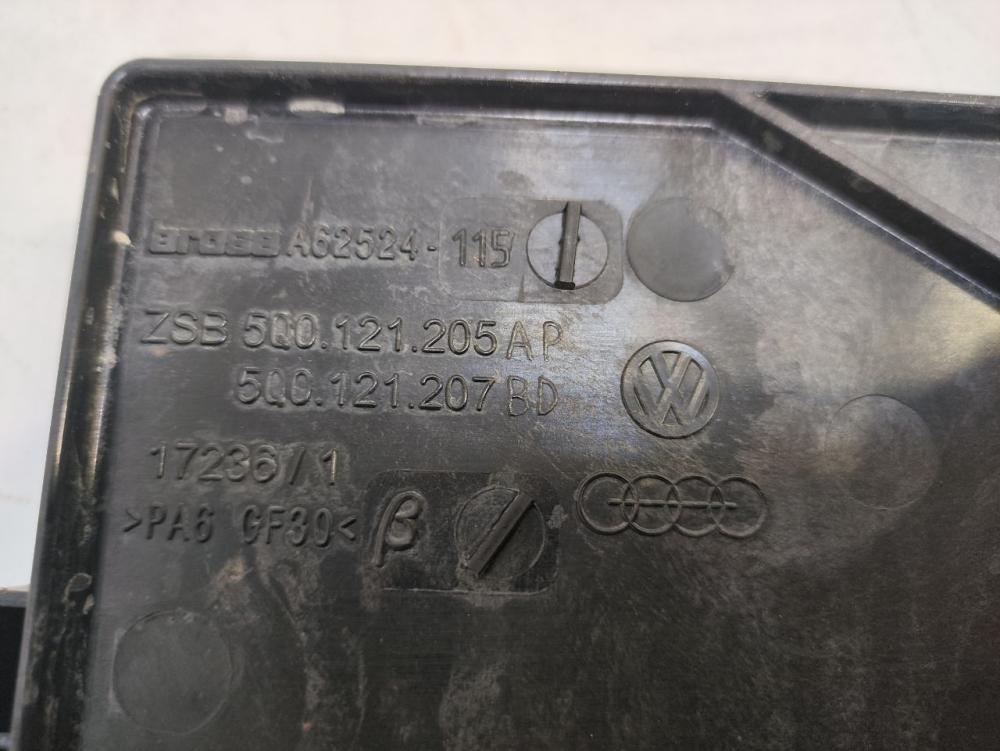 brose A62524-115
ZSB 5Q0.121.205 AP
5Q0.121.207 BD
17236/1
>PA6 GF30< β